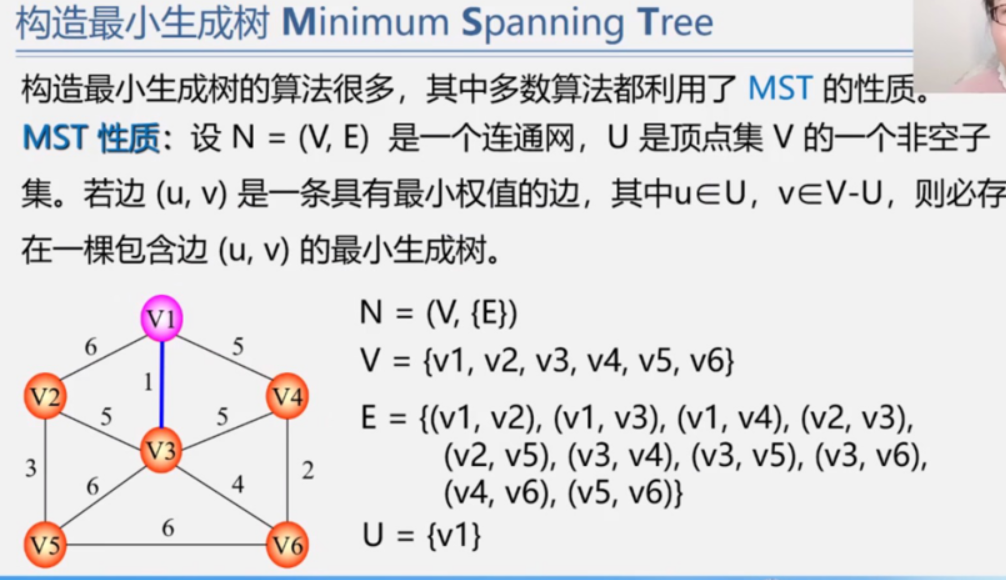 构造最小生成树 Minimum Spanning Tree
构造最小生成树的算法很多，其中多数算法都利用了 MST 的性质。
MST 性质：设 N = (V, E) 是一个连通网，U 是顶点集 V 的一个非空子
集。若边 (u, v) 是一条具有最小权值的边，其中u∈U，v∈V-U，则必存
在一棵包含边 (u, v) 的最小生成树。
N = (V, {E})
V = {v1, v2, v3, v4, v5, v6}
E = {(v1, v2), (v1, v3), (v1, v4), (v2, v3),
(v2, v5), (v3, v4), (v3, v5), (v3, v6),
(v4, v6), (v5, v6)}
U = {v1}
V1
6
5
1
V2
V4
5
5
V3
3
2
6
4
6
V5
V6